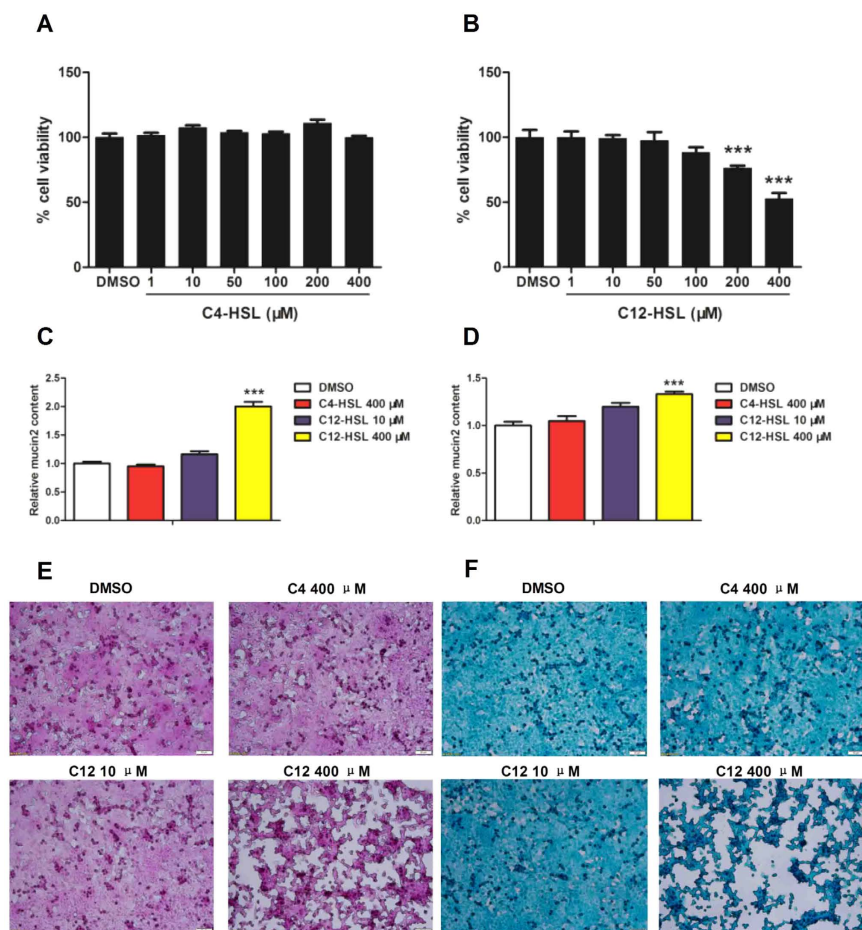 A
B
150
100
50
0
% cell viability
DMSO 1 10 50 100 200 400
C4-HSL (μM)
150
100
50
0
% cell viability
***
***
DMSO 1 10 50 100 200 400
C12-HSL (μM)
C
D
2.5
2.0
1.5
1.0
0.5
0.0
Relative mucin2 content
***
DMSO
C4-HSL 400 μM
C12-HSL 10 μM
C12-HSL 400 μM
1.5
1.0
0.5
0.0
Relative mucin2 content
***
DMSO
C4-HSL 400 μM
C12-HSL 10 μM
C12-HSL 400 μM
E
DMSO
C4 400 μM
F
DMSO
C4 400 μM
C12 10 μM
C12 400 μM
C12 10 μM
C12 400 μM